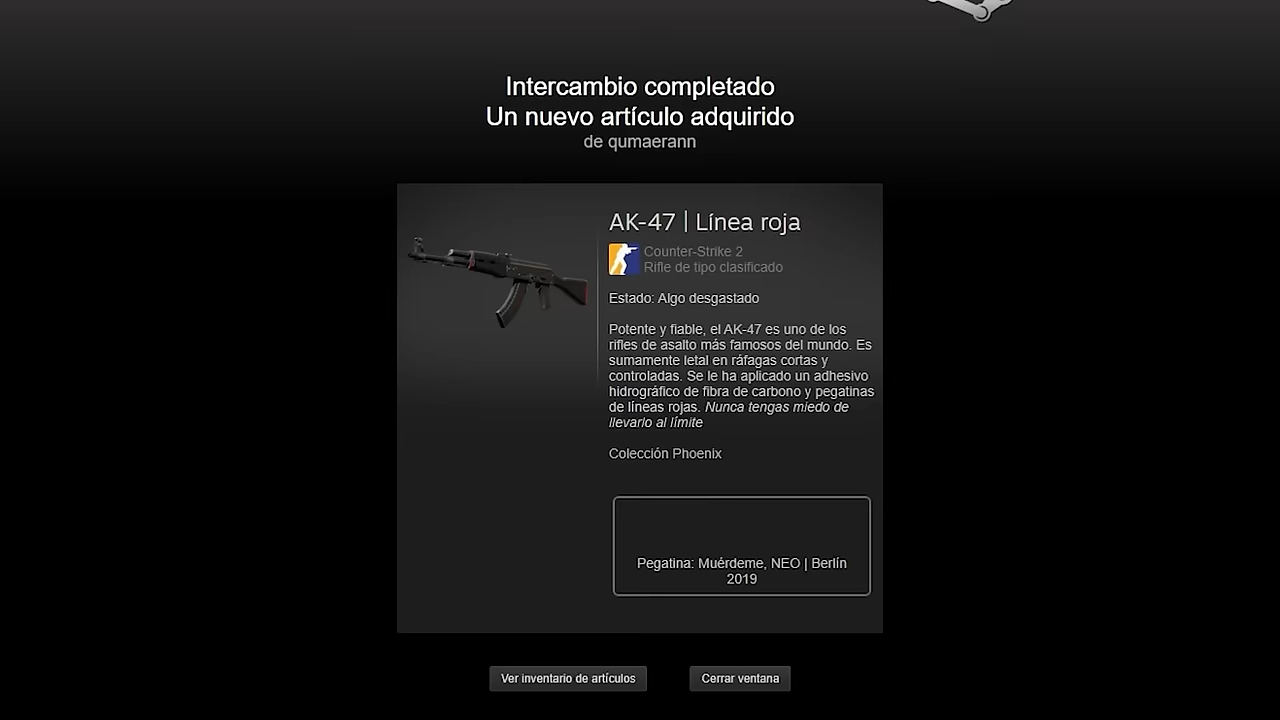 Intercambio completado
Un nuevo artículo adquirido
de qumaerann
AK-47 | Línea roja
Counter-Strike 2
Rifle de tipo clasificado
Estado: Algo desgastado
Potente y fiable, el AK-47 es uno de los
rifles de asalto más famosos del mundo. Es
sumamente letal en ráfagas cortas y
controladas. Se le ha aplicado un adhesivo
hidrográfico de fibra de carbono y pegatinas
de líneas rojas. Nunca tengas miedo de
llevarlo al límite
Colección Phoenix
Pegatina: Muérdeme, NEO | Berlín
2019
Ver inventario de artículos
Cerrar ventana